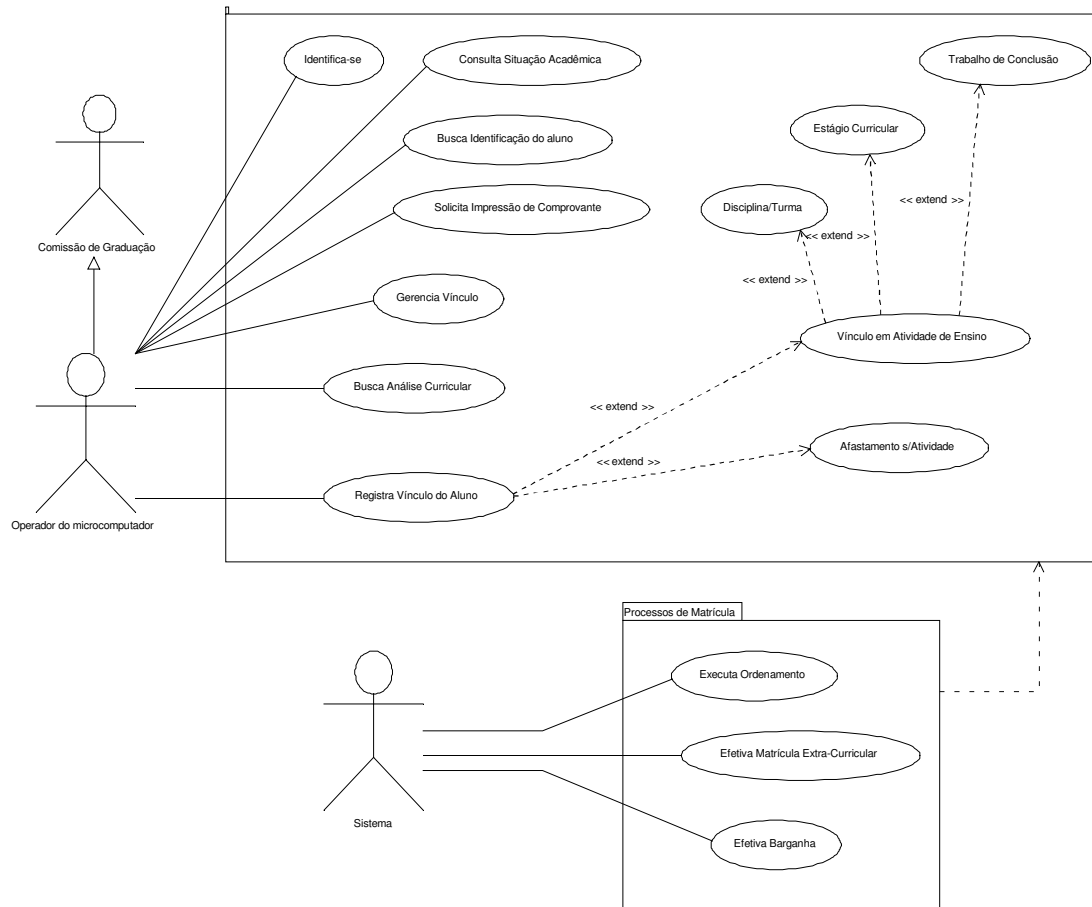 Identifica-se
Consulta Situação Acadêmica
Trabalho de Conclusão
Estágio Curricular
Busca Identificação do aluno
Disciplina/Turma
Solicita Impressão de Comprovante
<< extend >>
<< extend >>
Comissão de Graduação
<< extend >>
Gerencia Vínculo
Vínculo em Atividade de Ensino
Busca Análise Curricular
<< extend >>
Afastamento s/Atividade
<< extend >>
Registra Vínculo do Aluno
Operador do microcomputador
Processos de Matrícula
Executa Ordenamento
Efetiva Matrícula Extra-Curricular
Sistema
Efetiva Barganha